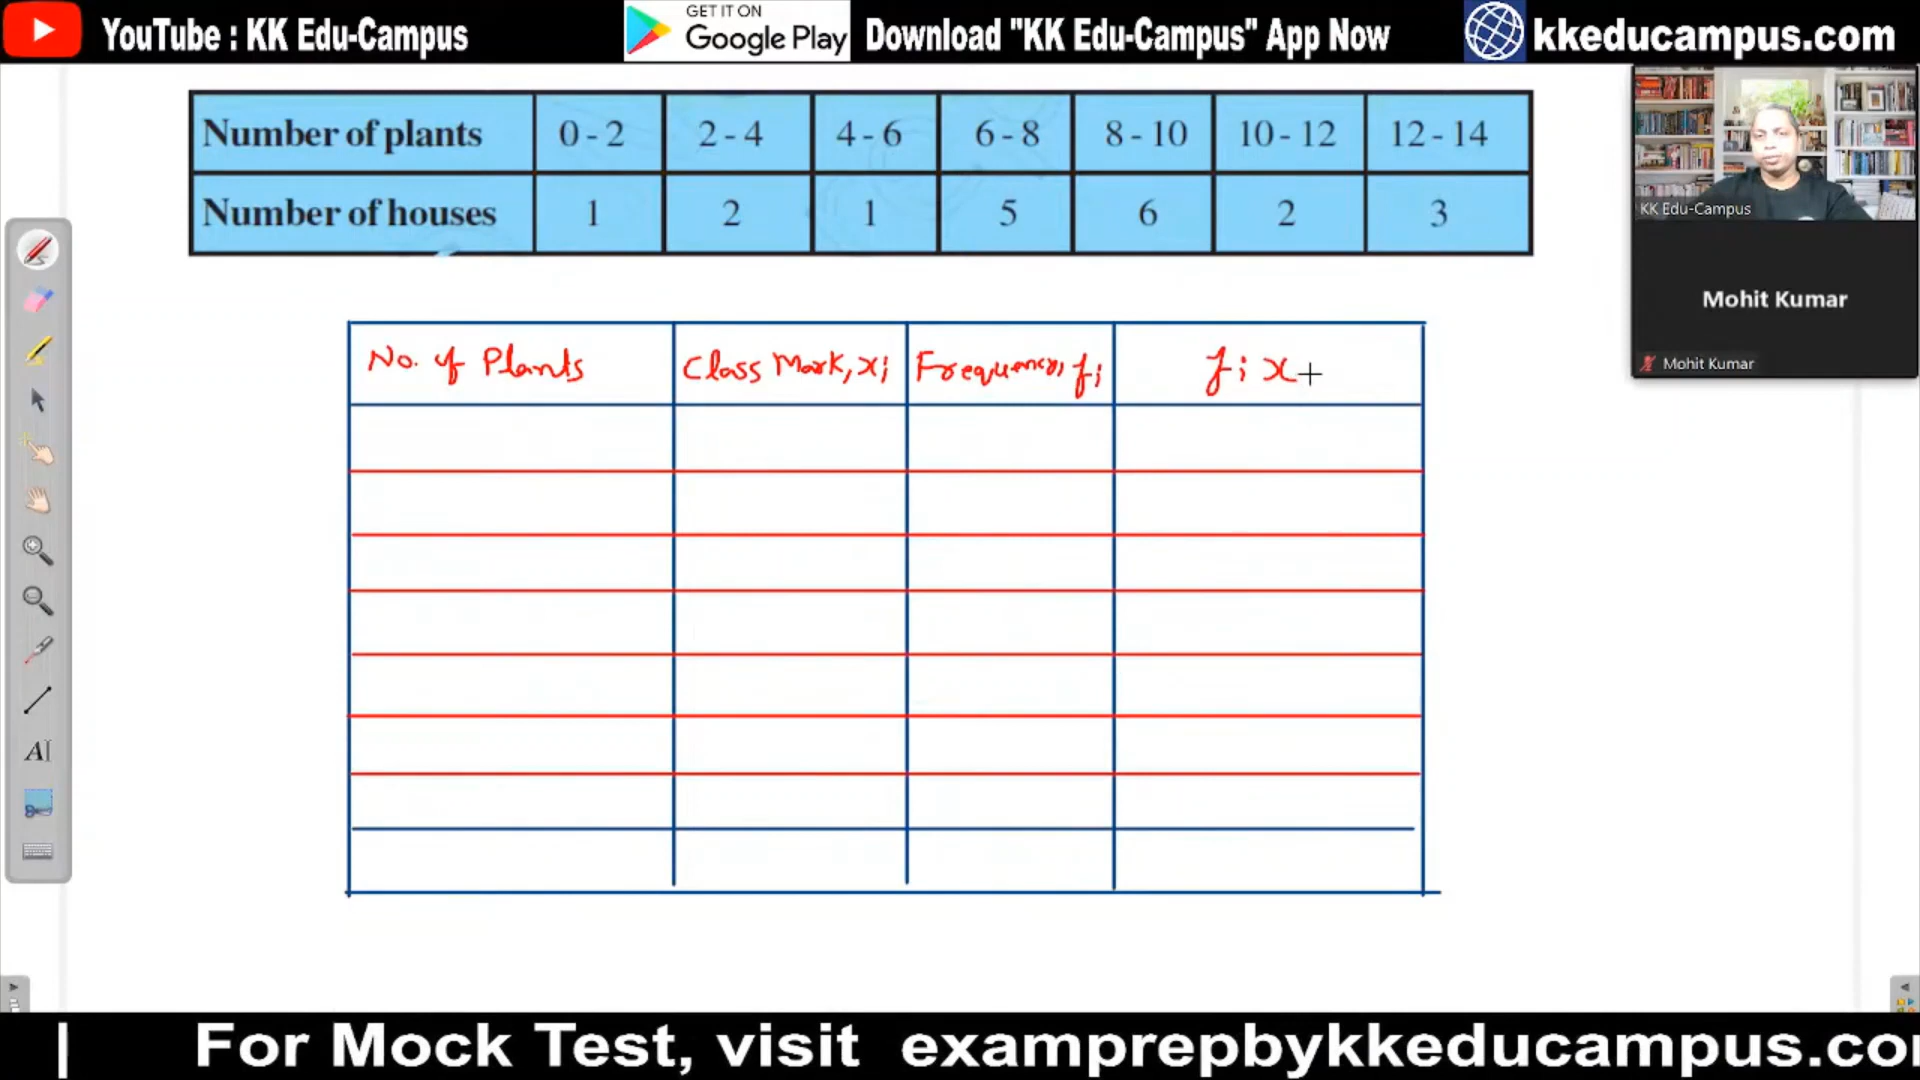 YouTube : KK Edu-Campus
GET IT ON
Google Play
Download "KK Edu-Campus" App Now
kkeducampus.com
Number of plants 0 - 2 2 - 4 4 - 6 6 - 8 8 - 10 10 - 12 12 - 14
Number of houses 1 2 1 5 6 2 3
KK Edu-Campus
Mohit Kumar
Mohit Kumar
No. of Plants Class Mark, xi Frequency, fi fi x
AI
| For Mock Test, visit examprepbykkeducampus.co